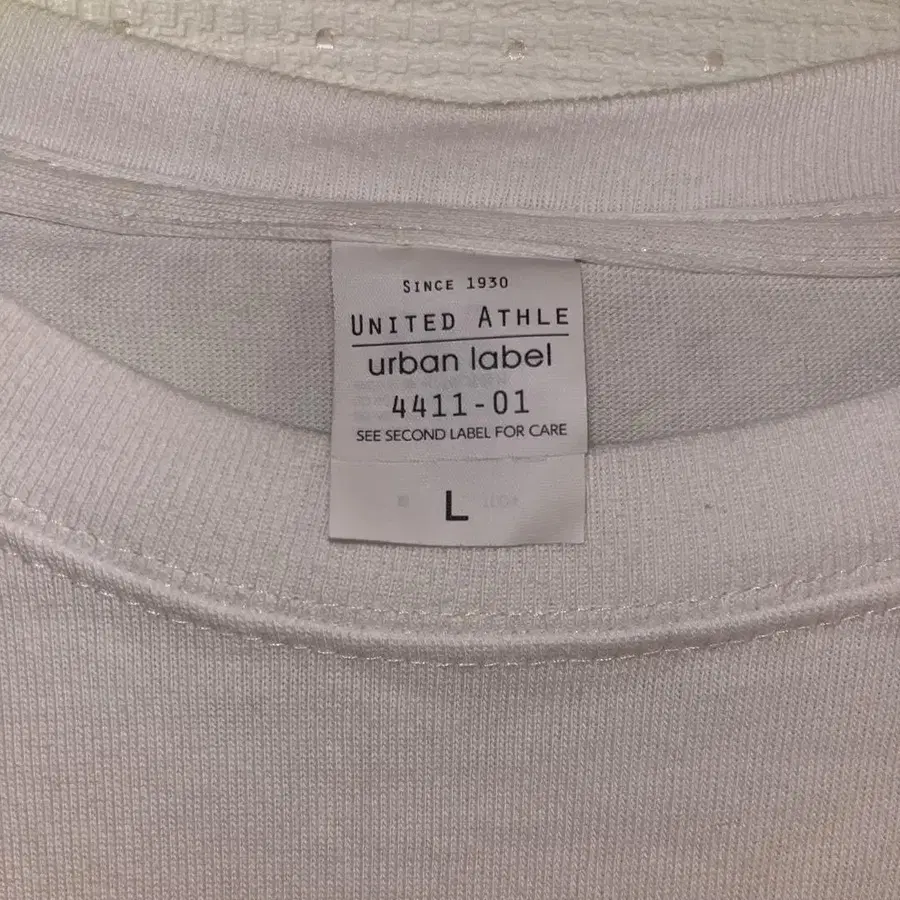 SINCE 1930
UNITED ATHLE
urban label
4411-01
SEE SECOND LABEL FOR CARE
L